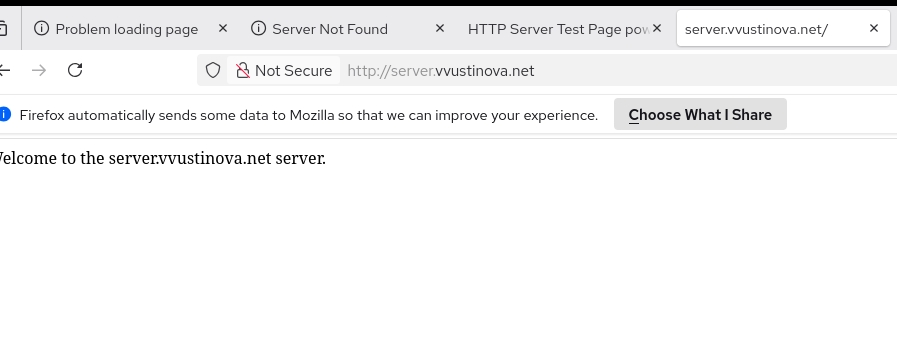 Problem loading page
Server Not Found
HTTP Server Test Page pow
server.vvustinova.net/
Not Secure
http://server.vvustinova.net
Firefox automatically sends some data to Mozilla so that we can improve your experience.
Choose What I Share
elcome to the server.vvustinova.net server.